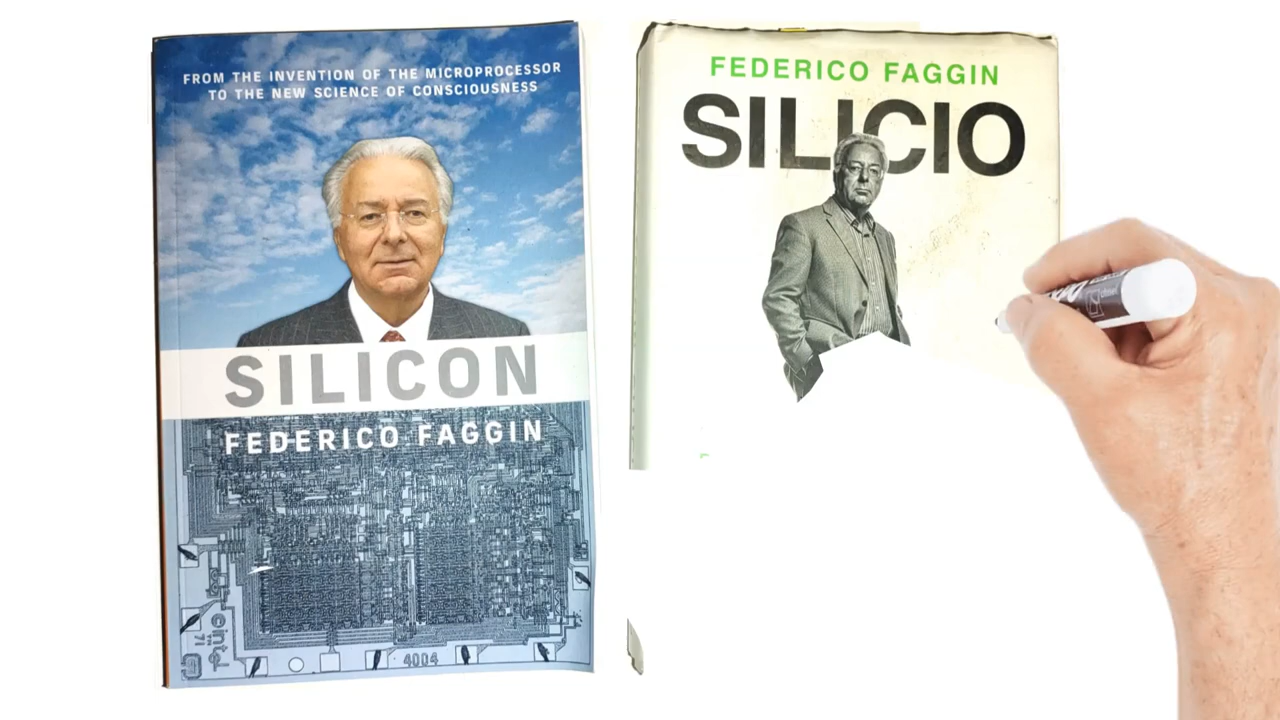 FROM THE INVENTION OF THE MICROPROCESSOR
TO THE NEW SCIENCE OF CONSCIOUSNESS
SILICON
FEDERICO FAGGIN
intel
4004
FEDERICO FAGGIN
SILICIO